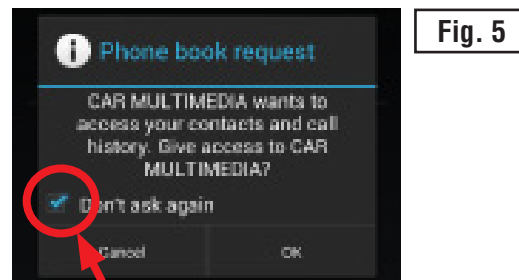 Fig. 5
Phone book request
CAR MULTIMEDIA wants to
access your contacts and call
history. Give access to CAR
MULTIMEDIA?
Don't ask again
Cancel OK